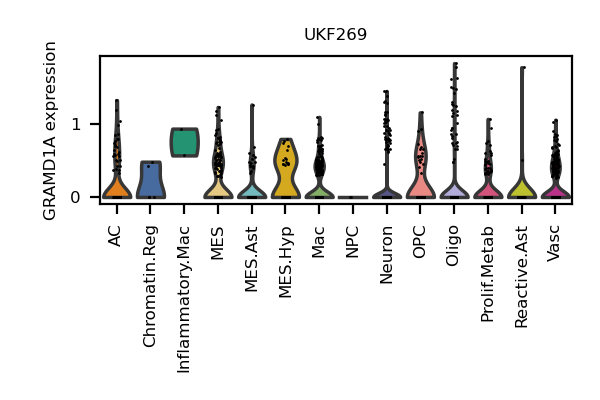 UKF269
GRAMD1A expression
1
0
AC
Chromatin.Reg
Inflammatory.Mac
MES
MES.Ast
MES.Hyp
Mac
NPC
Neuron
OPC
Oligo
Prolif.Metab
Reactive.Ast
Vasc